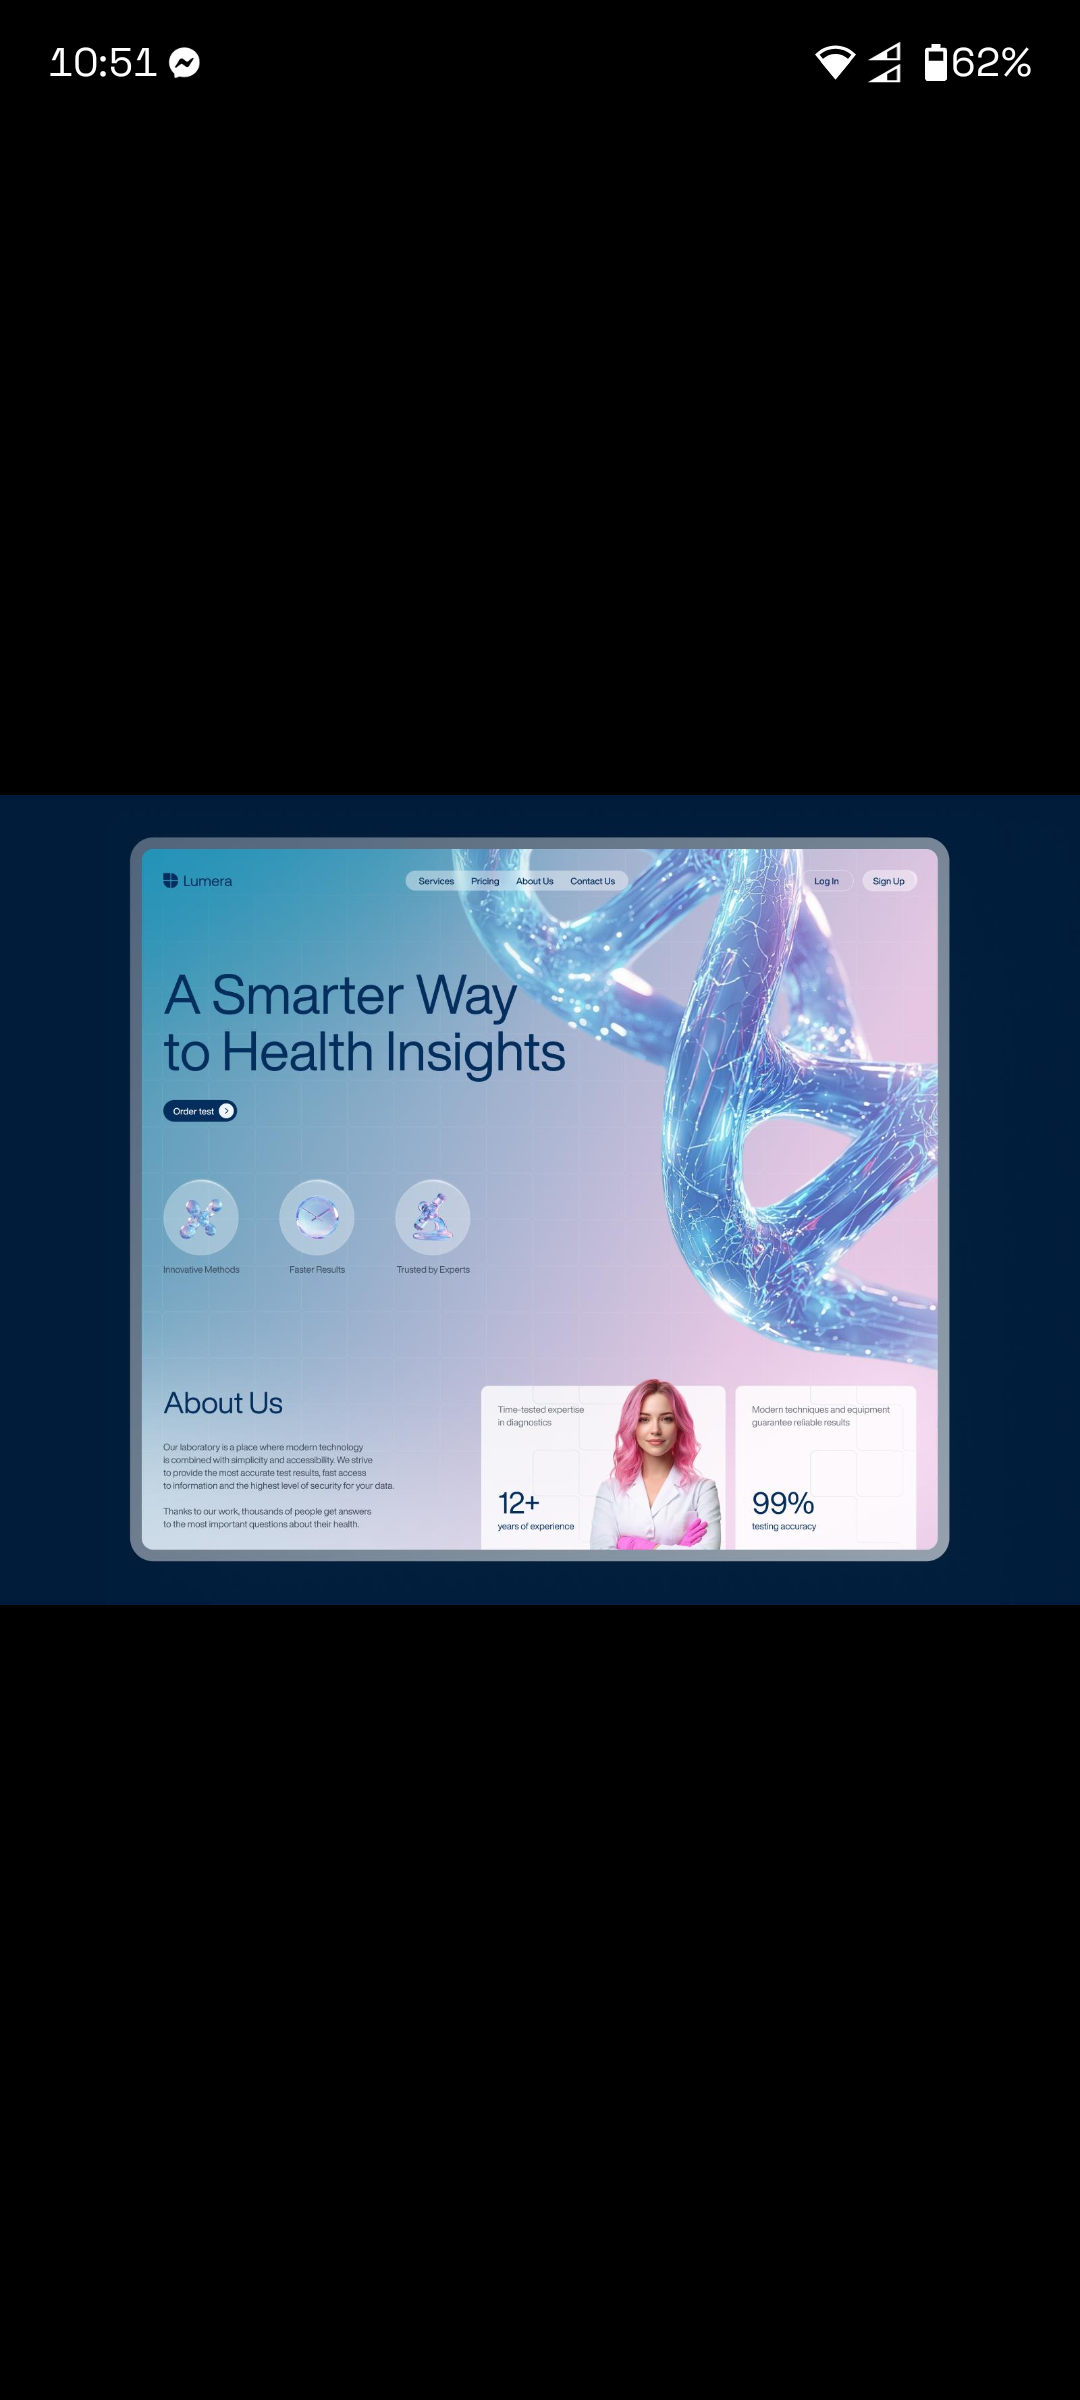 10:51
62%
Lumera
Services Pricing About Us Contact Us
Log In Sign Up
A Smarter Way
to Health Insights
Order test
Innovative Methods
Faster Results
Trusted by Experts
About Us
Our laboratory is a place where modern technology
is combined with simplicity and accessibility. We strive
to provide the most accurate test results, fast access
to information and the highest level of security for your data.
Thanks to our work, thousands of people get answers
to the most important questions about their health.
Time-tested expertise
in diagnostics
12+
years of experience
Modern techniques and equipment
guarantee reliable results
99%
testing accuracy